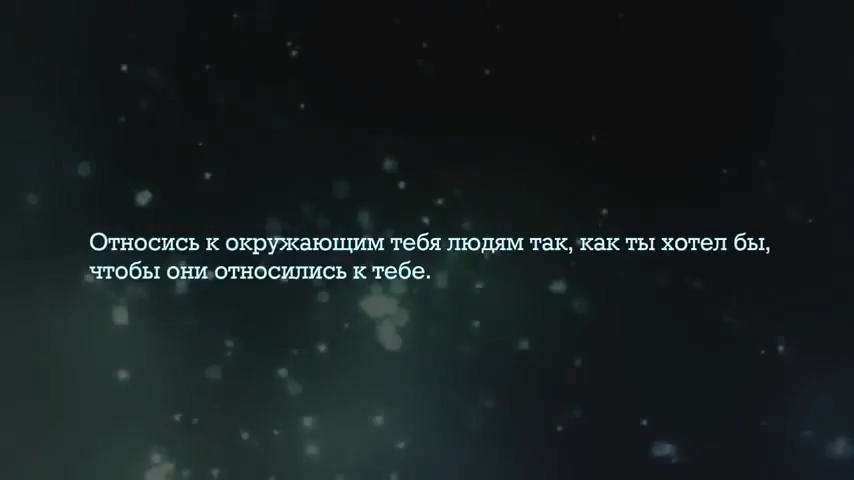 Относись к окружающим тебя людям так, как ты хотел бы,
чтобы они относились к тебе.